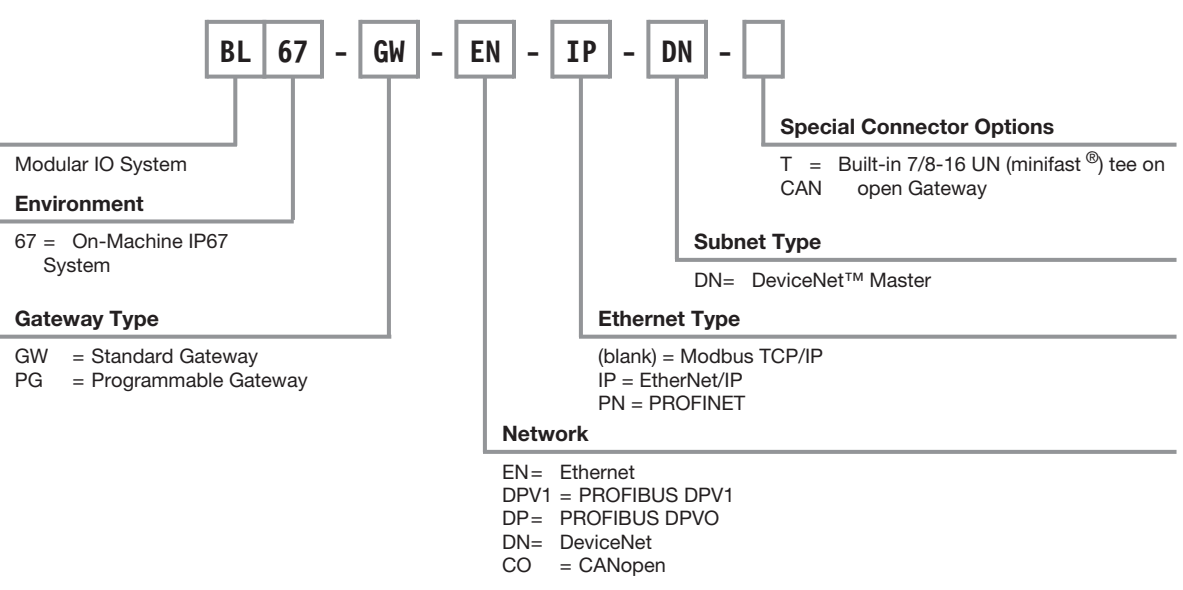 BL 67 - GW - EN - IP - DN -
Special Connector Options
T = Built-in 7/8-16 UN (minifast ®) tee on
CAN open Gateway
Modular IO System
Environment
67 = On-Machine IP67
System
Subnet Type
DN= DeviceNet™ Master
Gateway Type
GW = Standard Gateway
PG = Programmable Gateway
Ethernet Type
(blank) = Modbus TCP/IP
IP = EtherNet/IP
PN = PROFINET
Network
EN= Ethernet
DPV1 = PROFIBUS DPV1
DP= PROFIBUS DPVO
DN= DeviceNet
CO = CANopen